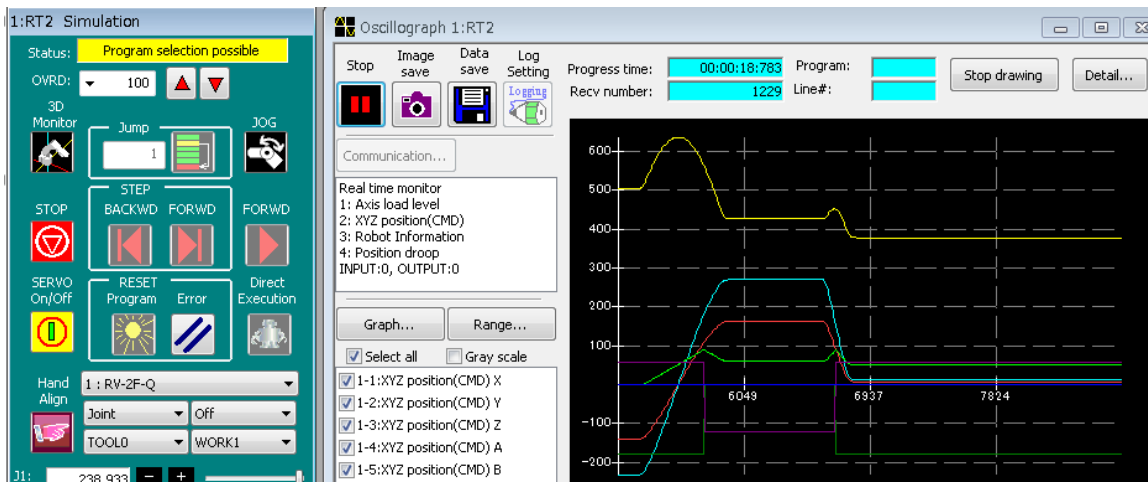 1:RT2 Simulation
Status: Program selection possible
OVRD: 100
3D
Monitor
Jump
1
JOG
STEP
STOP BACKWD FORWD FORWD
SERVO
On/Off
RESET
Program Error
Direct
Execution
Hand
Align
1 : RV-2F-Q
Joint Off
TOOL0 WORK1
J1: 238.933 - +
Oscillograph 1:RT2
Stop
Image
save
Data
save
Log
Setting
Logging
Progress time: 00:00:18:783 Program:
Recv number: 1229 Line#:
Stop drawing Detail...
Communication...
Real time monitor
1: Axis load level
2: XYZ position(CMD)
3: Robot Information
4: Position droop
INPUT:0, OUTPUT:0
Graph... Range...
Select all Gray scale
1-1:XYZ position(CMD) X
1-2:XYZ position(CMD) Y
1-3:XYZ position(CMD) Z
1-4:XYZ position(CMD) A
1-5:XYZ position(CMD) B
600
500
400
300
200
100
6049 6937 7824
-100
-200